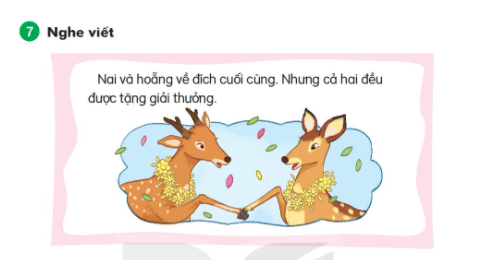 7 Nghe viết
Nai và hoẵng về đích cuối cùng. Nhưng cả hai đều
được tặng giải thưởng.